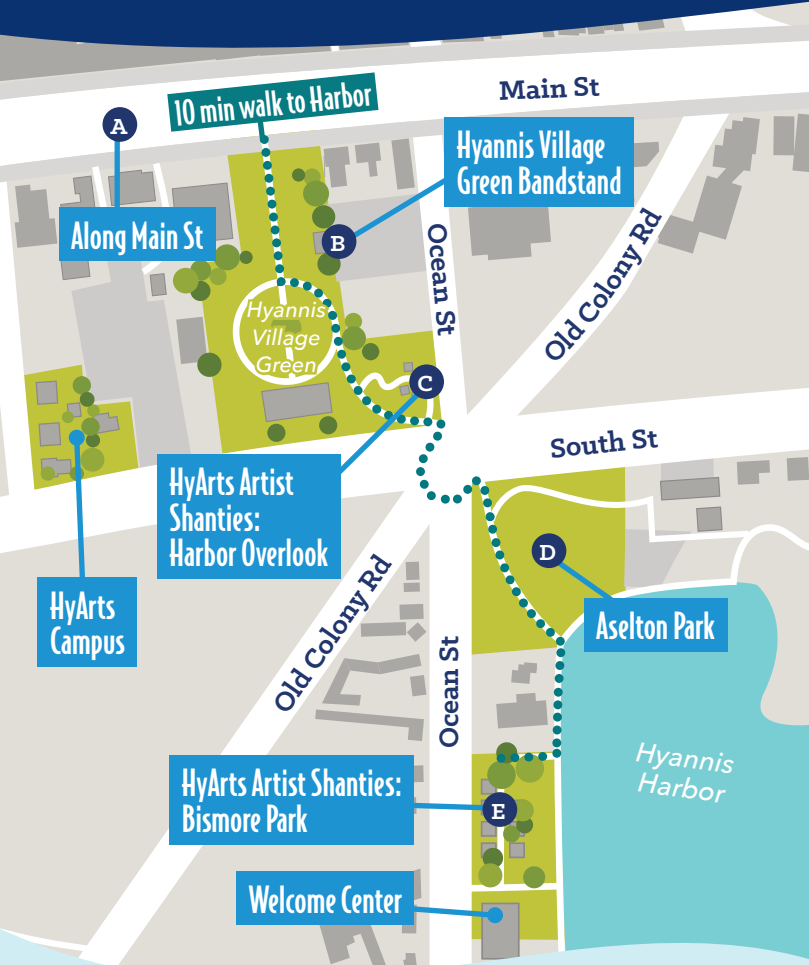 Main St
10 min walk to Harbor
A
Hyannis Village
Green Bandstand
Along Main St
B
Ocean St
Old Colony Rd
Hyannis
Village
Green
C
South St
HyArts Artist
Shanties:
Harbor Overlook
D
HyArts
Campus
Old Colony Rd
Aselton Park
Ocean St
Hyannis
Harbor
HyArts Artist Shanties:
Bismore Park
E
Welcome Center